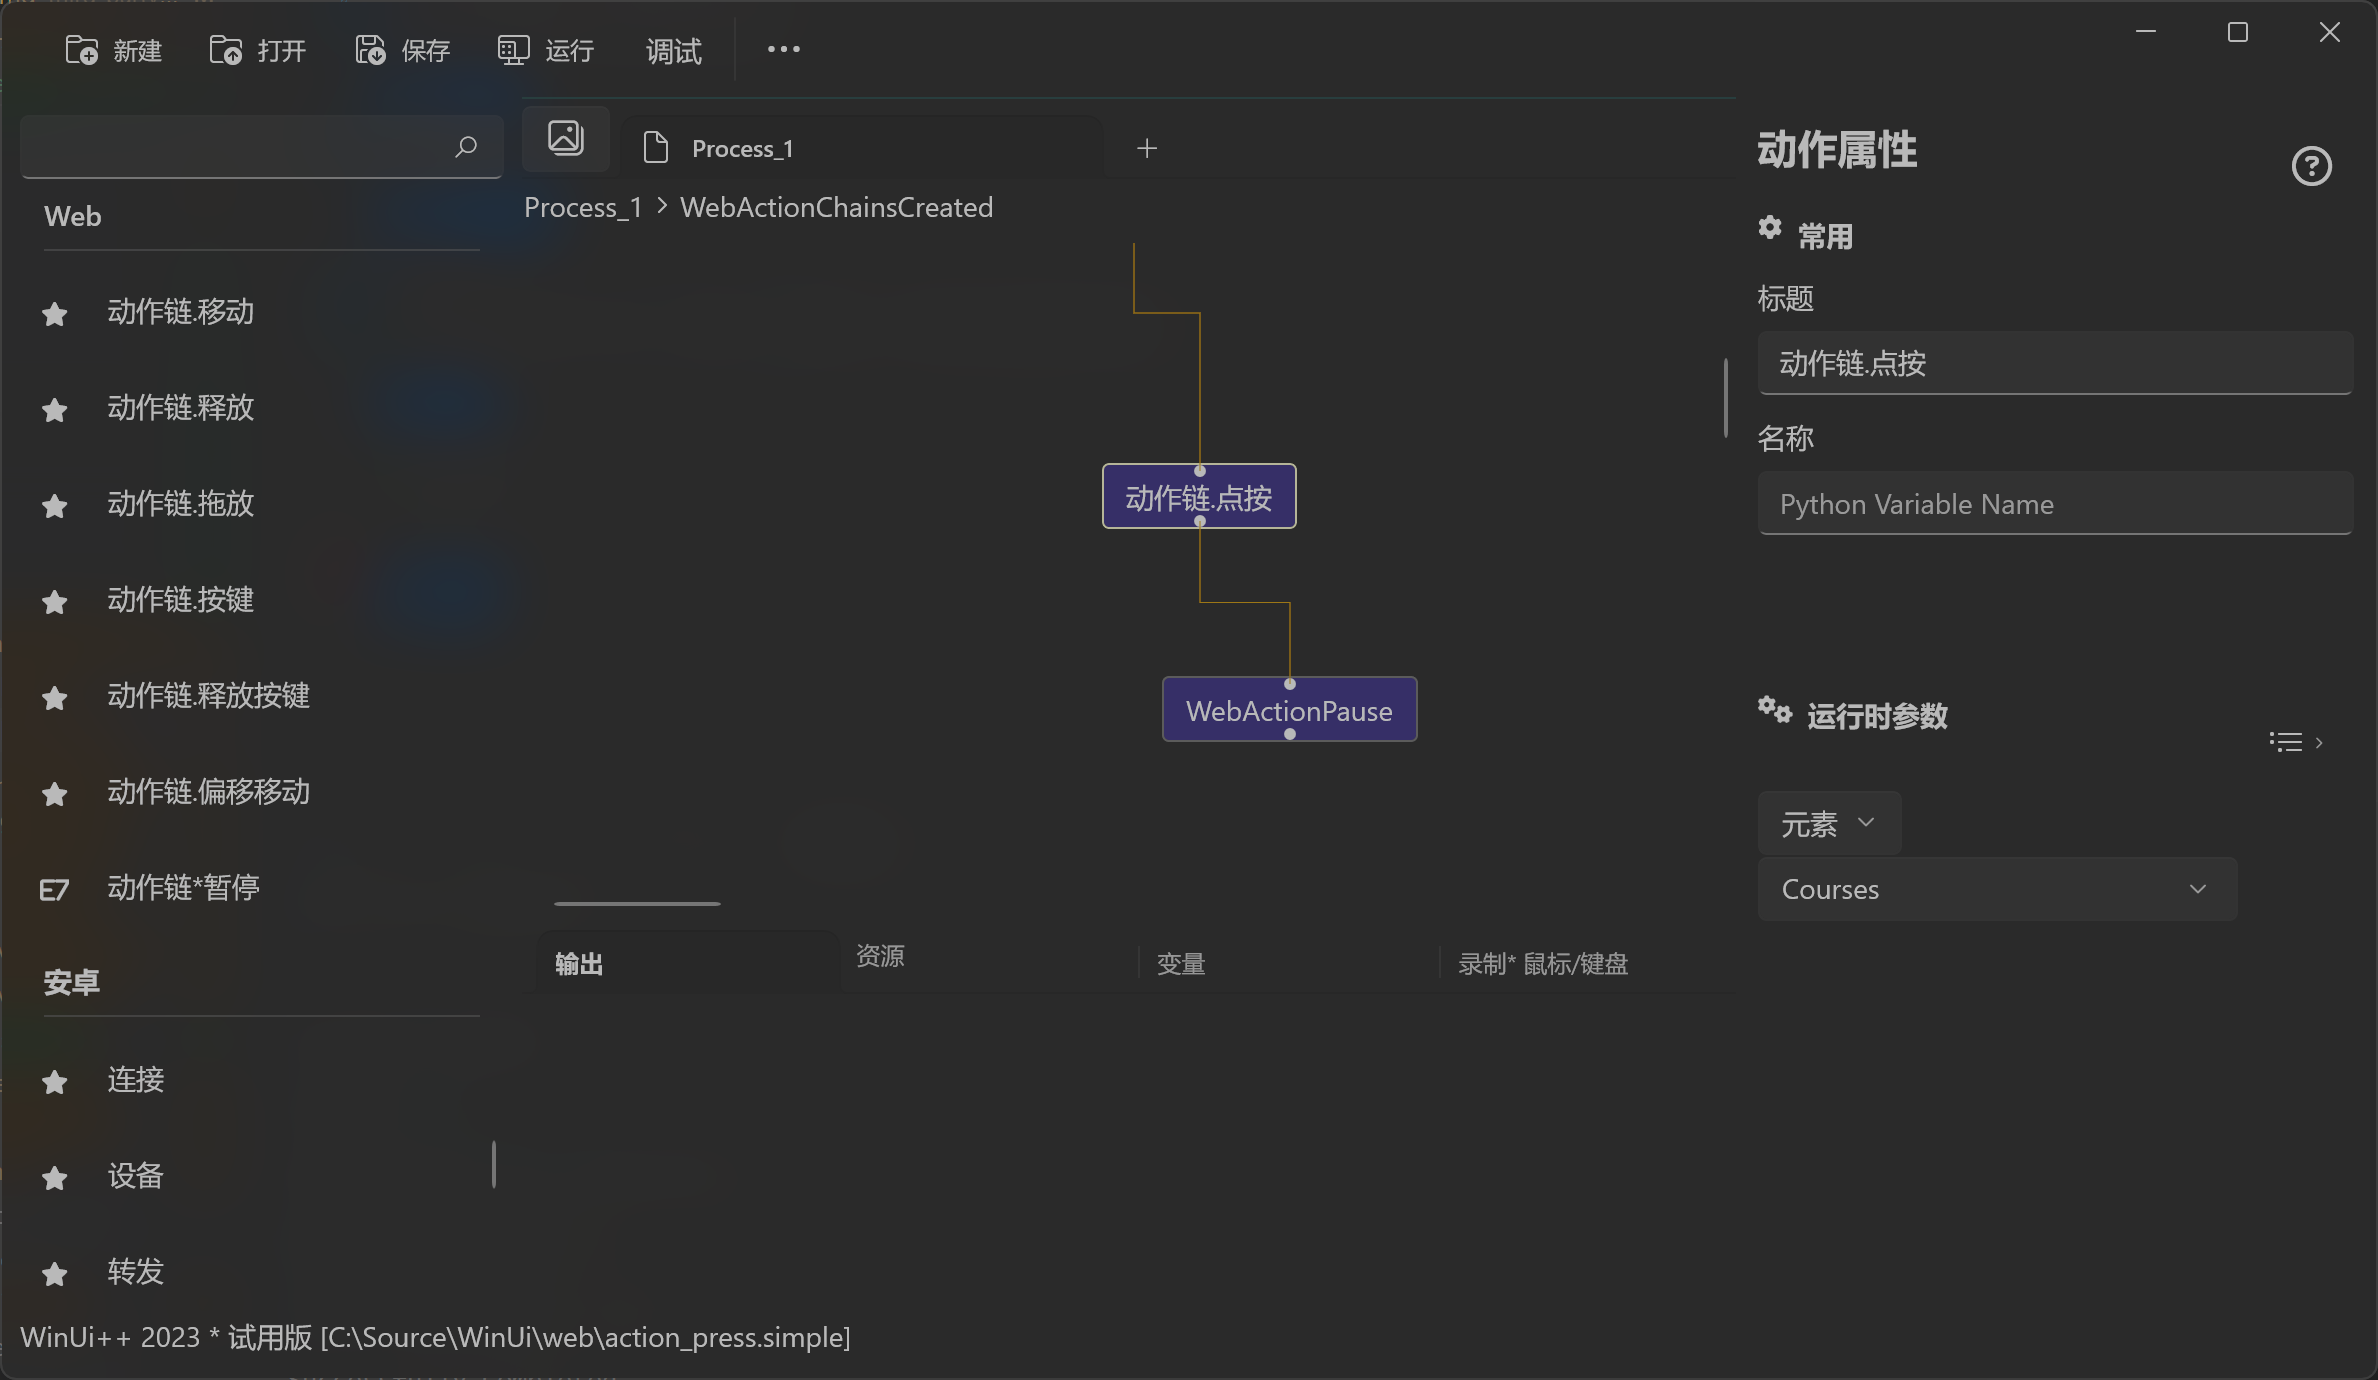 新建 打开 保存 运行 调试
Process_1
Process_1 > WebActionChainsCreated
Web
动作链.移动
动作链.释放
动作链.拖放
动作链.按键
动作链.释放按键
动作链.偏移移动
E7 动作链*暂停
安卓
连接
设备
转发
动作链.点按
WebActionPause
输出 资源 变量 录制* 鼠标/键盘
动作属性
常用
标题
动作链.点按
名称
Python Variable Name
运行时参数
元素
Courses
WinUi++ 2023 * 试用版 [C:\Source\WinUi\web\action_press.simple]